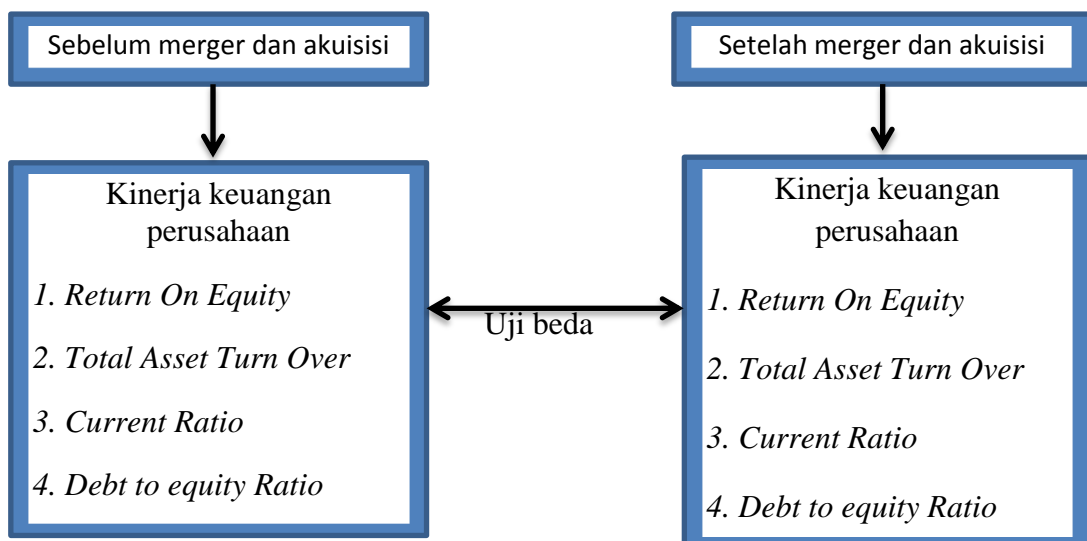 Sebelum merger dan akuisisi
Setelah merger dan akuisisi
Kinerja keuangan
perusahaan
1. Return On Equity
2. Total Asset Turn Over
3. Current Ratio
4. Debt to equity Ratio
Uji beda
Kinerja keuangan
perusahaan
1. Return On Equity
2. Total Asset Turn Over
3. Current Ratio
4. Debt to equity Ratio